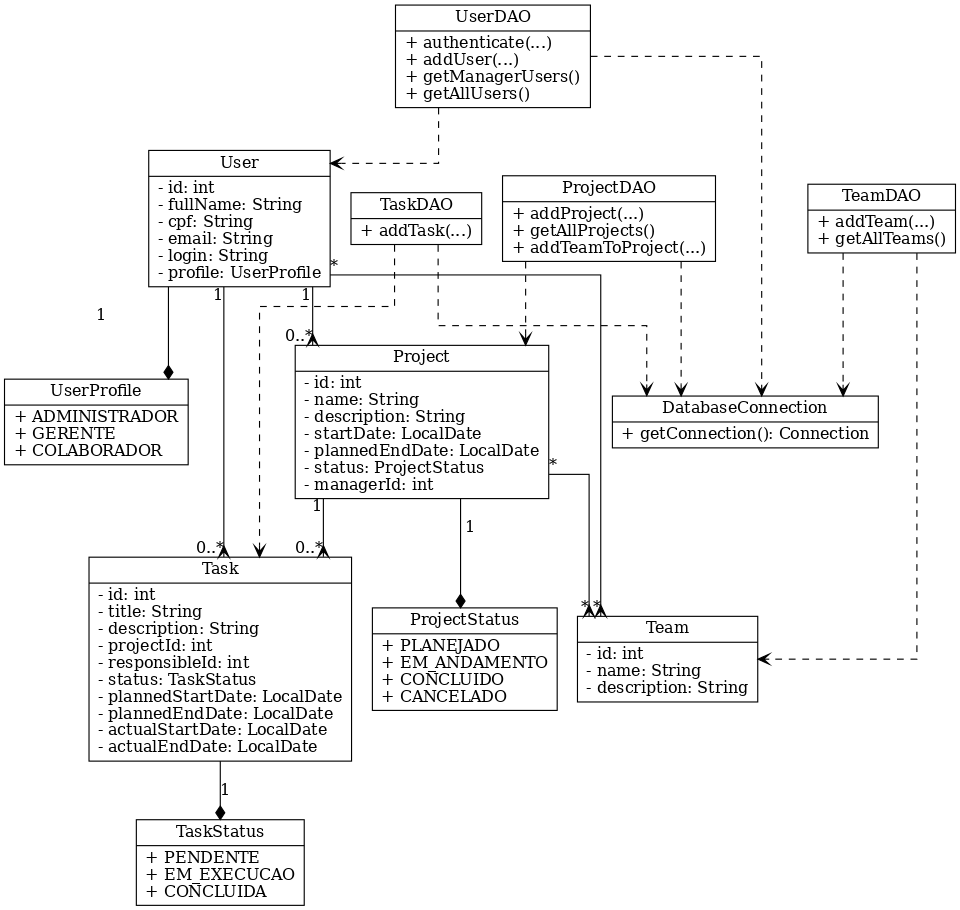 UserDAO
+ authenticate(...)
+ addUser(...)
+ getManagerUsers()
+ getAllUsers()
User
- id: int
- fullName: String
- cpf: String
- email: String
- login: String
- profile: UserProfile
TaskDAO
+ addTask(...)
ProjectDAO
+ addProject(...)
+ getAllProjects()
+ addTeamToProject(...)
TeamDAO
+ addTeam(...)
+ getAllTeams()
*
1
1
1
0..*
UserProfile
+ ADMINISTRADOR
+ GERENTE
+ COLABORADOR
Project
- id: int
- name: String
- description: String
- startDate: LocalDate
- plannedEndDate: LocalDate
- status: ProjectStatus
- managerId: int
DatabaseConnection
+ getConnection(): Connection
*
1
1
0..*
0..*
*
*
Task
- id: int
- title: String
- description: String
- projectId: int
- responsibleId: int
- status: TaskStatus
- plannedStartDate: LocalDate
- plannedEndDate: LocalDate
- actualStartDate: LocalDate
- actualEndDate: LocalDate
ProjectStatus
+ PLANEJADO
+ EM_ANDAMENTO
+ CONCLUIDO
+ CANCELADO
Team
- id: int
- name: String
- description: String
1
TaskStatus
+ PENDENTE
+ EM_EXECUCAO
+ CONCLUIDA